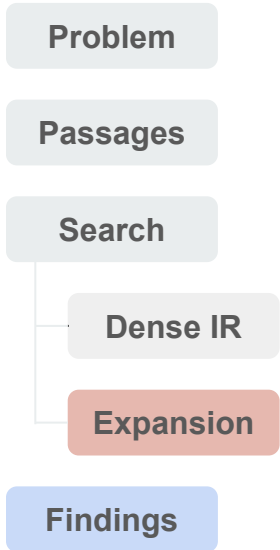 Problem
Passages
Search
Dense IR
Expansion
Findings